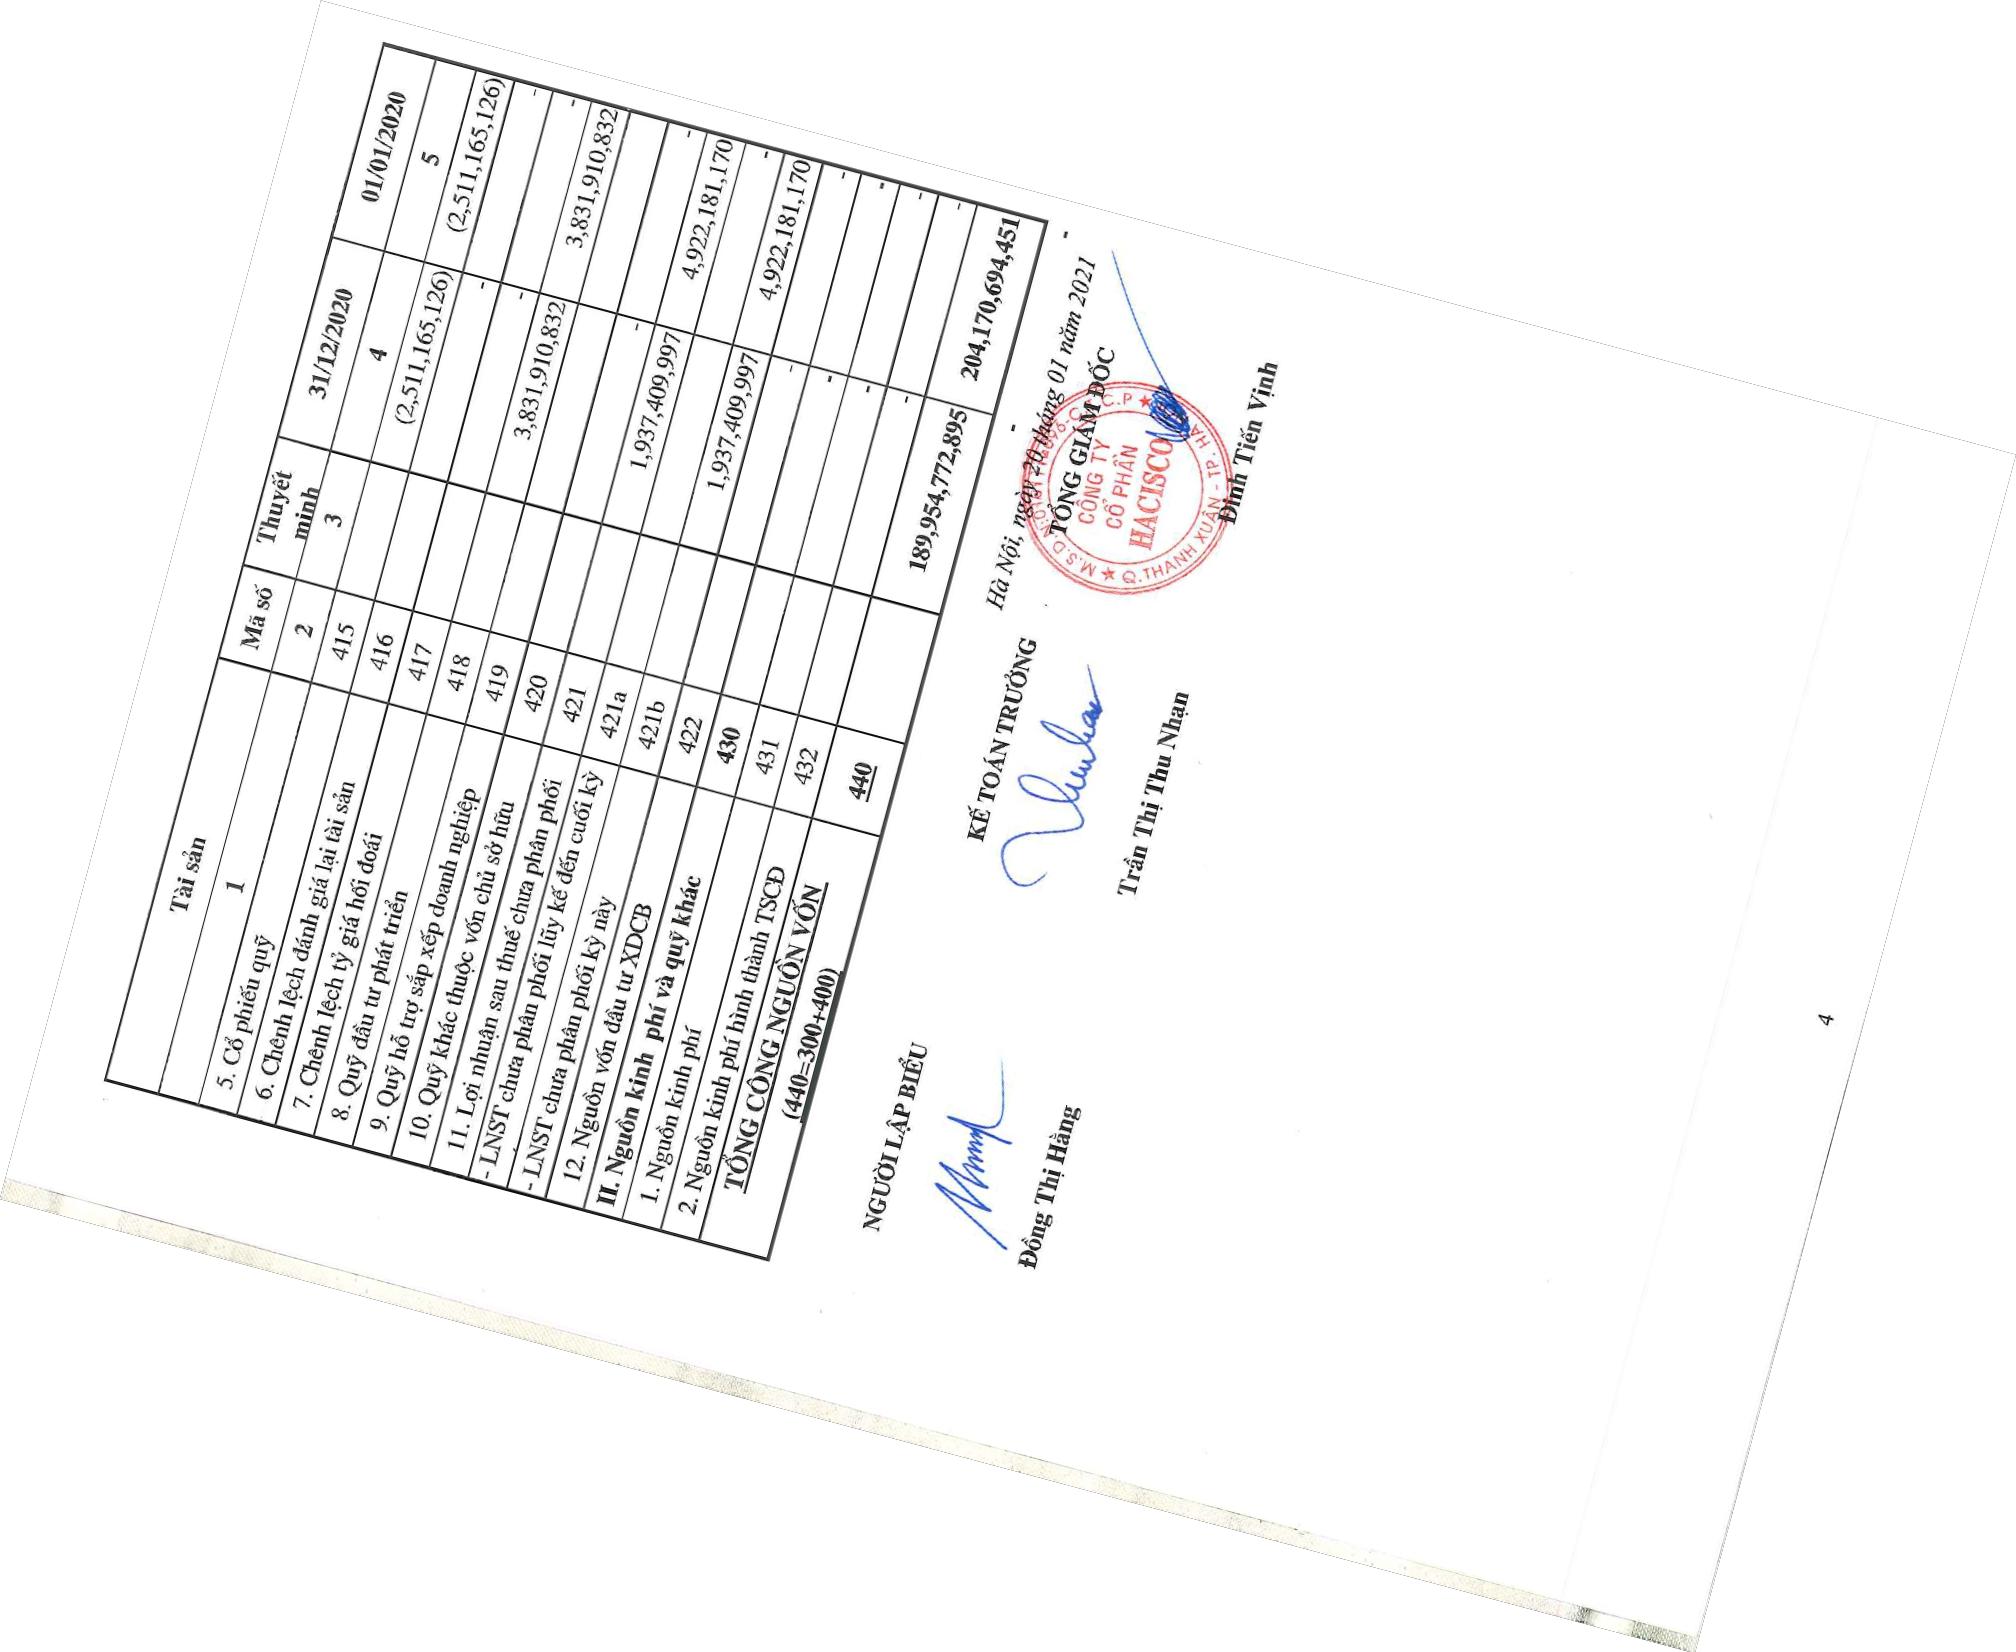 Tài sản Mã số Thuyết minh 31/12/2020 01/01/2020
1 2 3 4 5
5. Cổ phiếu quỹ 415 (2,511,165,126) (2,511,165,126)
6. Chênh lệch đánh giá lại tài sản 416 - -
7. Chênh lệch tỷ giá hối đoái 417 - -
8. Quỹ đầu tư phát triển 418 3,831,910,832 3,831,910,832
9. Quỹ hỗ trợ sắp xếp doanh nghiệp 419
10. Quỹ khác thuộc vốn chủ sở hữu 420 - -
11. Lợi nhuận sau thuế chưa phân phối 421 1,937,409,997 4,922,181,170
- LNST chưa phân phối lũy kế đến cuối kỳ 421a -
- LNST chưa phân phối kỳ này 421b 1,937,409,997 4,922,181,170
12. Nguồn vốn đầu tư XDCB 422 - -
II. Nguồn kinh phí và quỹ khác 430 - -
1. Nguồn kinh phí 431 - -
2. Nguồn kinh phí hình thành TSCĐ 432 - -
TỔNG CỘNG NGUỒN VỐN (440=300+400) 440 189,954,772,895 204,170,694,451
- -
Hà Nội, ngày 20 tháng 01 năm 2021
NGƯỜI LẬP BIỂU KẾ TOÁN TRƯỞNG TỔNG GIÁM ĐỐC
CÔNG TY
CỔ PHẦN
HACISCO
Q.THANH XUÂN - TP. HÀ
Đồng Thị Hằng Trần Thị Thu Nhạn Đinh Tiến Vịnh
4